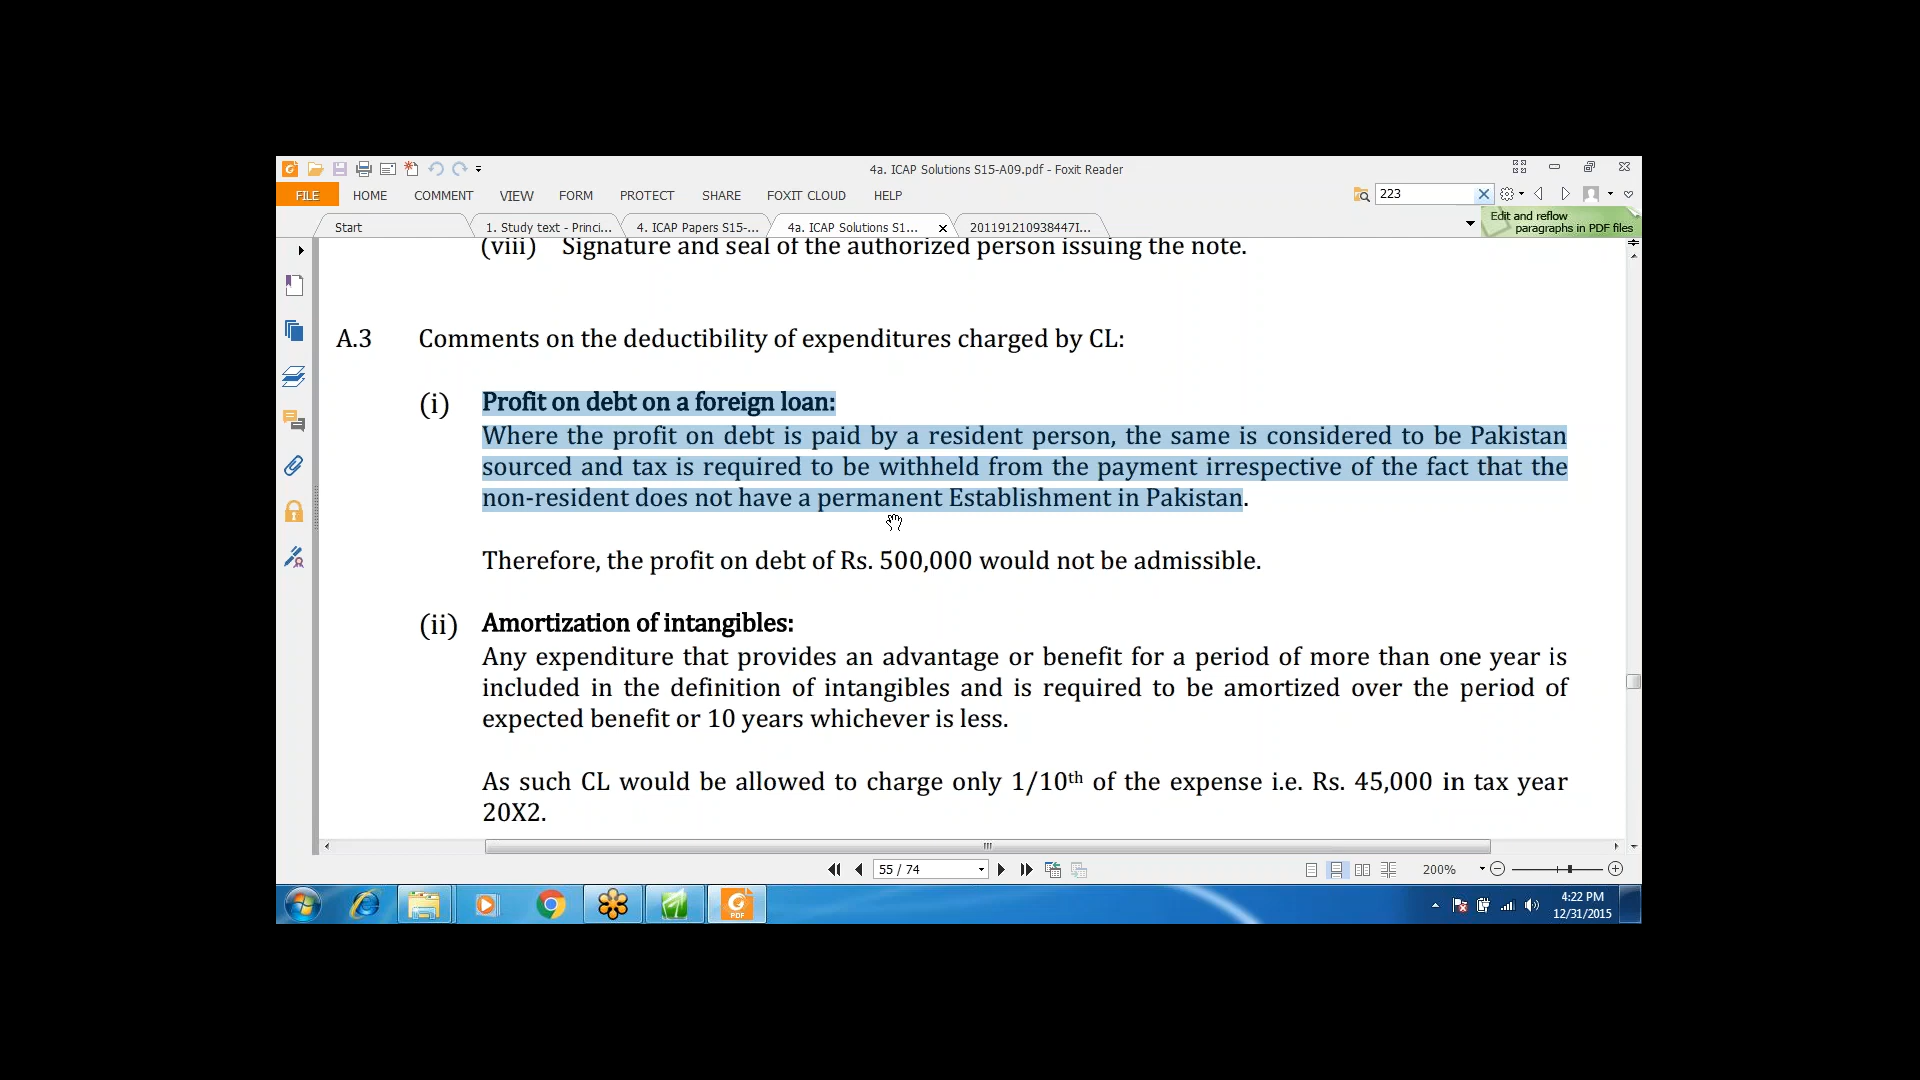 4a. ICAP Solutions S15-A09.pdf - Foxit Reader
FILE HOME COMMENT VIEW FORM PROTECT SHARE FOXIT CLOUD HELP
223
Start
1. Study text - Princi...
4. ICAP Papers S15-...
4a. ICAP Solutions S1...
20119121093844​7I...
Edit and reflow
paragraphs in PDF files
(viii) Signature and seal of the authorized person issuing the note.
A.3 Comments on the deductibility of expenditures charged by CL:
(i) Profit on debt on a foreign loan:
Where the profit on debt is paid by a resident person, the same is considered to be Pakistan
sourced and tax is required to be withheld from the payment irrespective of the fact that the
non-resident does not have a permanent Establishment in Pakistan.
Therefore, the profit on debt of Rs. 500,000 would not be admissible.
(ii) Amortization of intangibles:
Any expenditure that provides an advantage or benefit for a period of more than one year is
included in the definition of intangibles and is required to be amortized over the period of
expected benefit or 10 years whichever is less.
As such CL would be allowed to charge only 1/10th of the expense i.e. Rs. 45,000 in tax year
20X2.
55 / 74
200%
PDF
4:22 PM
12/31/2015